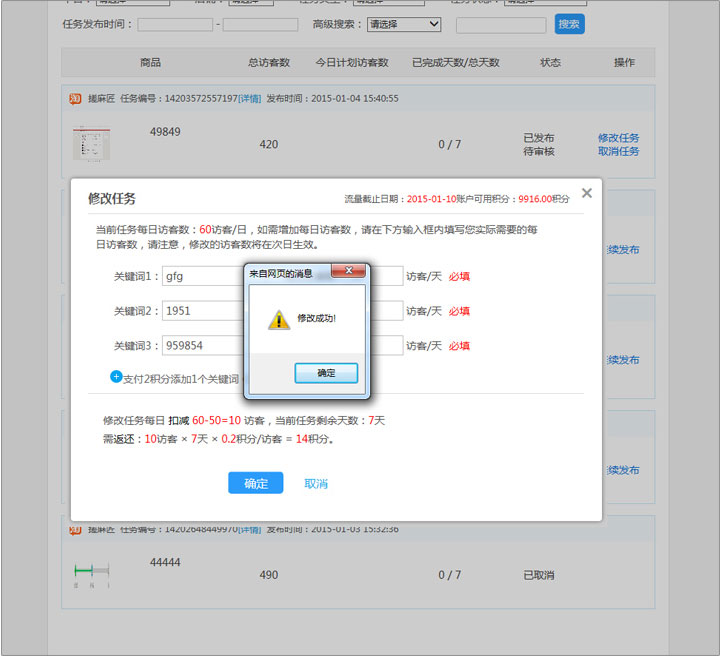 任务发布时间： - 高级搜索： 请选择 搜索
商品 总访客数 今日计划访客数 已完成天数/总天数 状态 操作
搓麻匠 任务编号：14203572557197[详情] 发布时间：2015-01-04 15:40:55
49849
420 0 / 7
已发布 修改任务
待审核 取消任务
修改任务 流量截止日期：2015-01-10账户可用积分：9916.00积分
当前任务每日访客数：60访客/日，如需增加每日访客数，请在下方输入框内填写您实际需要的每
日访客数，请注意，修改的访客数将在次日生效。
续发布
来自网页的消息
关键词1：gfg 访客/天 必填
关键词2：1951 修改成功! 访客/天 必填
关键词3：959854 访客/天 必填
续发布
确定
支付2积分添加1个关键词
修改任务每日 扣减 60-50=10 访客，当前任务剩余天数：7天
需返还：10访客 × 7天 × 0.2积分/访客 = 14积分。
续发布
确定 取消
搓麻匠 任务编号：14202648449970[详情] 发布时间：2015-01-03 15:32:36
44444
490 0 / 7 已取消